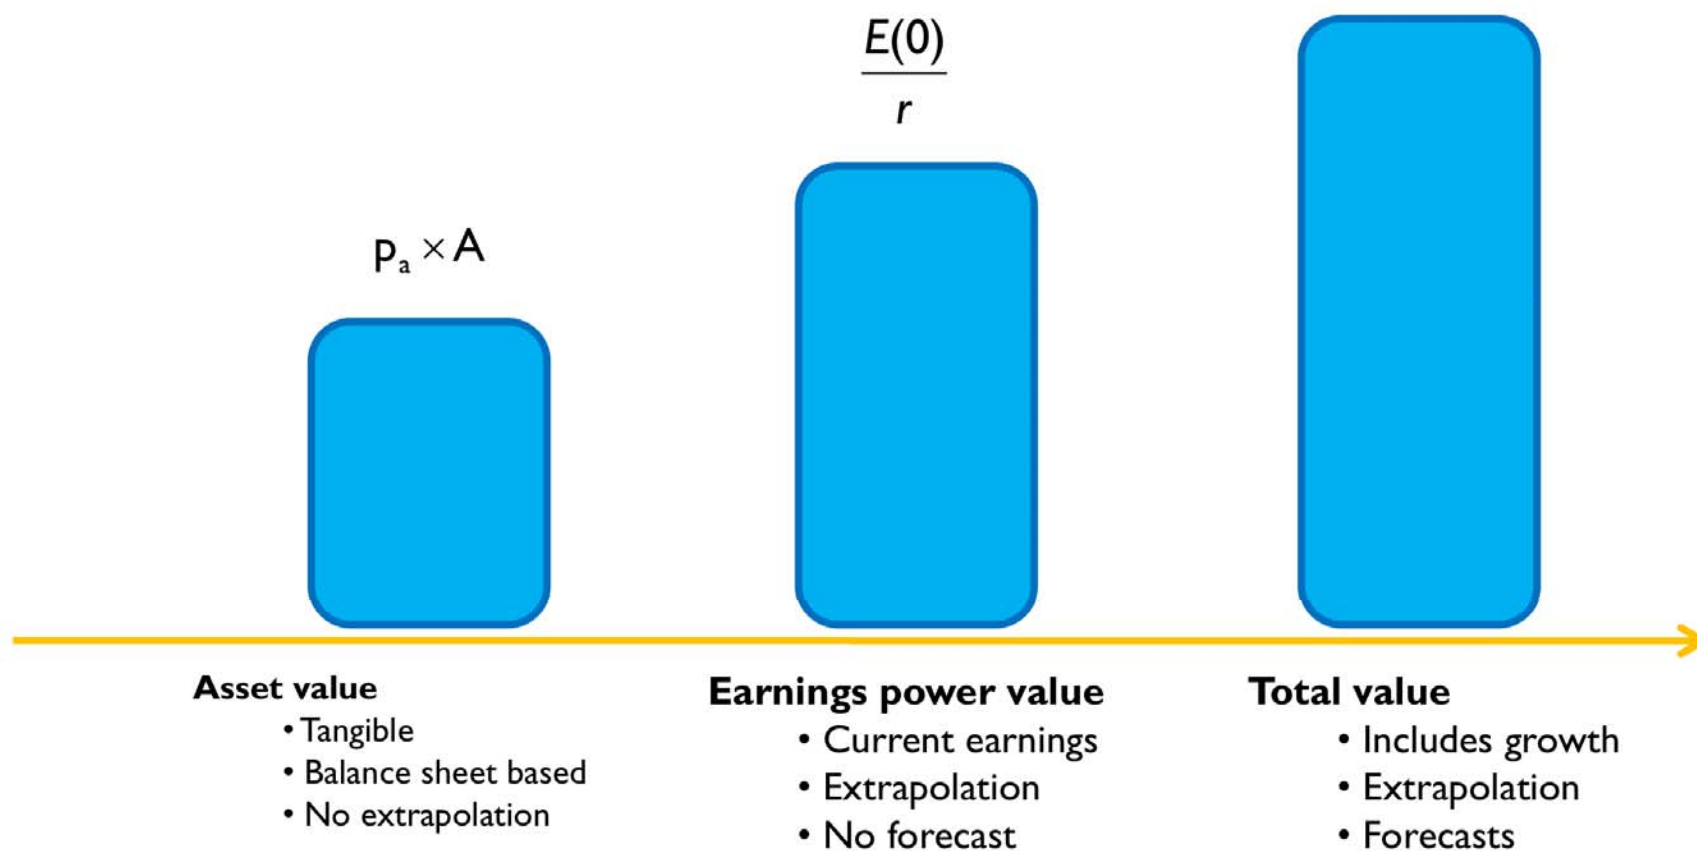 E(0)
r
pₐ × A
Asset value
• Tangible
• Balance sheet based
• No extrapolation
Earnings power value
• Current earnings
• Extrapolation
• No forecast
Total value
• Includes growth
• Extrapolation
• Forecasts